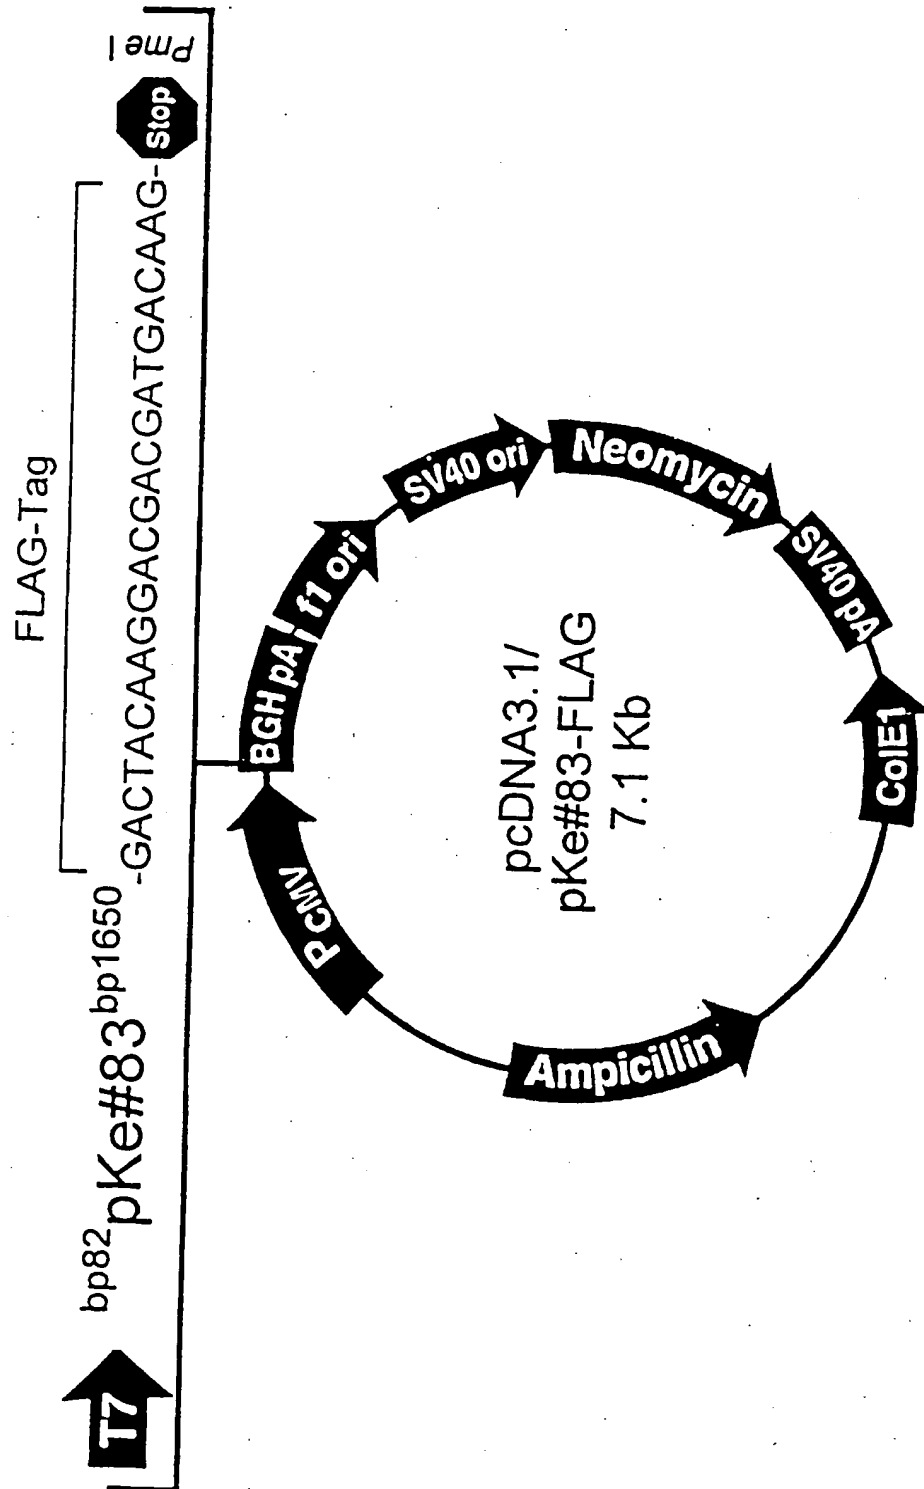 FLAG-Tag
T7 bp82pKe#83bp1650 -GACTACAAGGACGACGACGATGACAAG- Stop Pme I
P CMV
BGH pA
f1 ori
SV40 ori
Neomycin
SV40 pA
ColE1
Ampicillin
pcDNA3.1/
pKe#83-FLAG
7.1 Kb